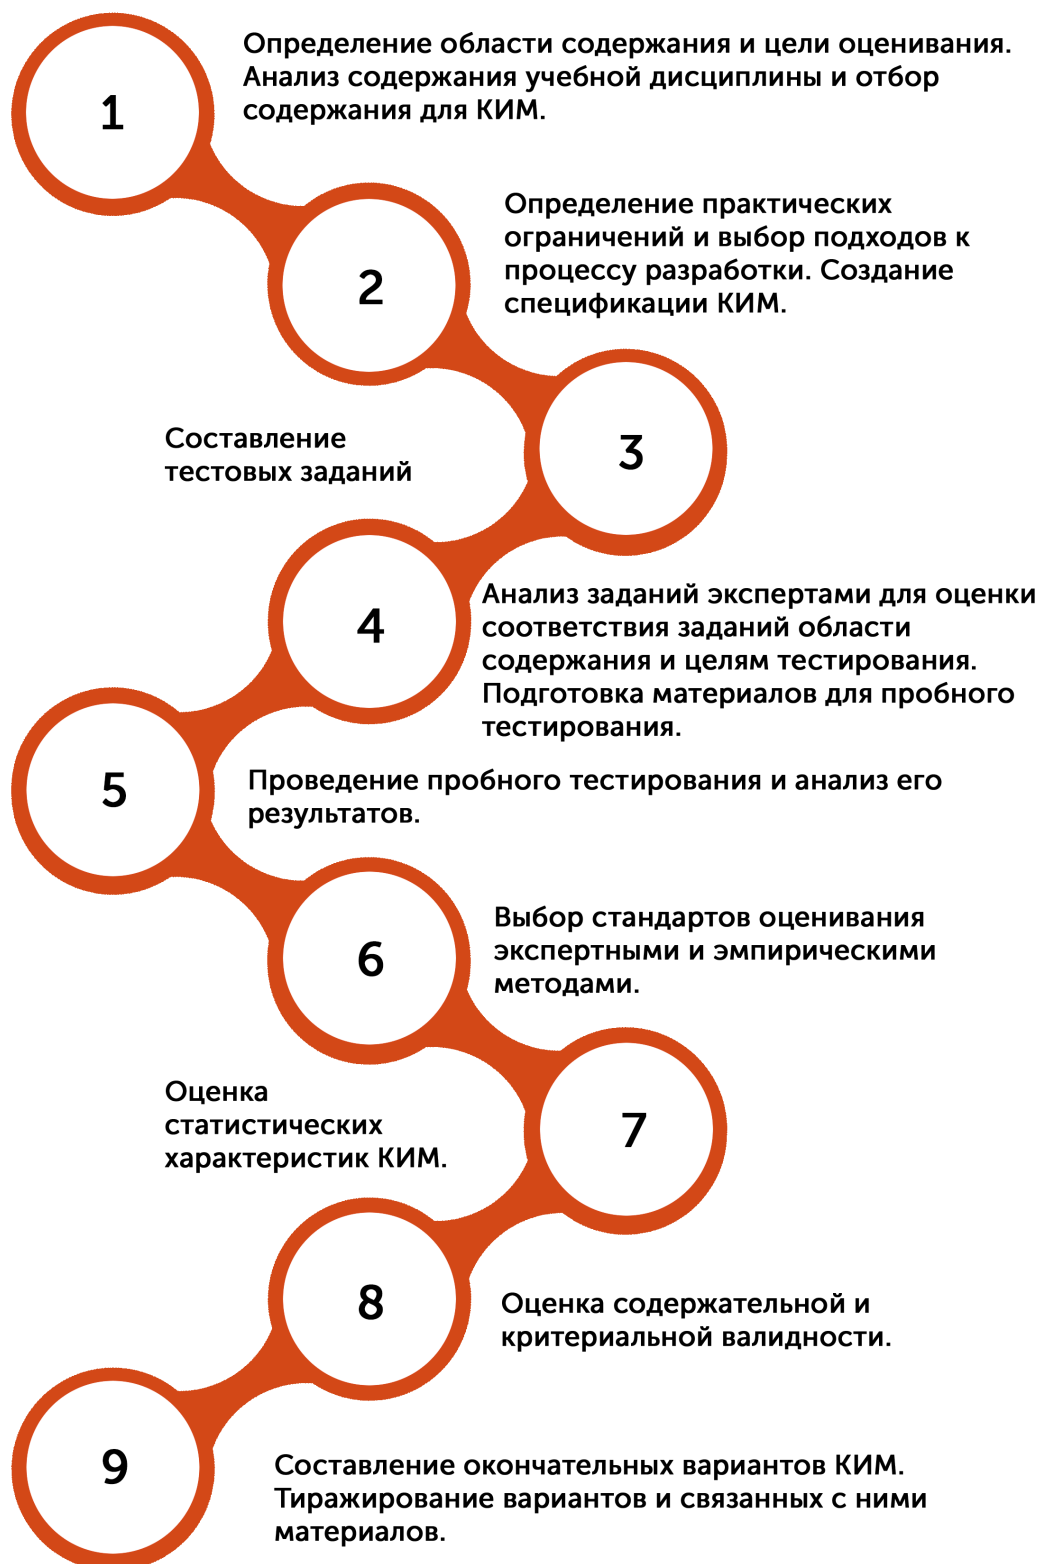 1
Определение области содержания и цели оценивания.
Анализ содержания учебной дисциплины и отбор
содержания для КИМ.
2
Определение практических
ограничений и выбор подходов к
процессу разработки. Создание
спецификации КИМ.
3
Составление
тестовых заданий
4
Анализ заданий экспертами для оценки
соответствия заданий области
содержания и целям тестирования.
Подготовка материалов для пробного
тестирования.
5
Проведение пробного тестирования и анализ его
результатов.
6
Выбор стандартов оценивания
экспертными и эмпирическими
методами.
7
Оценка
статистических
характеристик КИМ.
8
Оценка содержательной и
критериальной валидности.
9
Составление окончательных вариантов КИМ.
Тиражирование вариантов и связанных с ними
материалов.